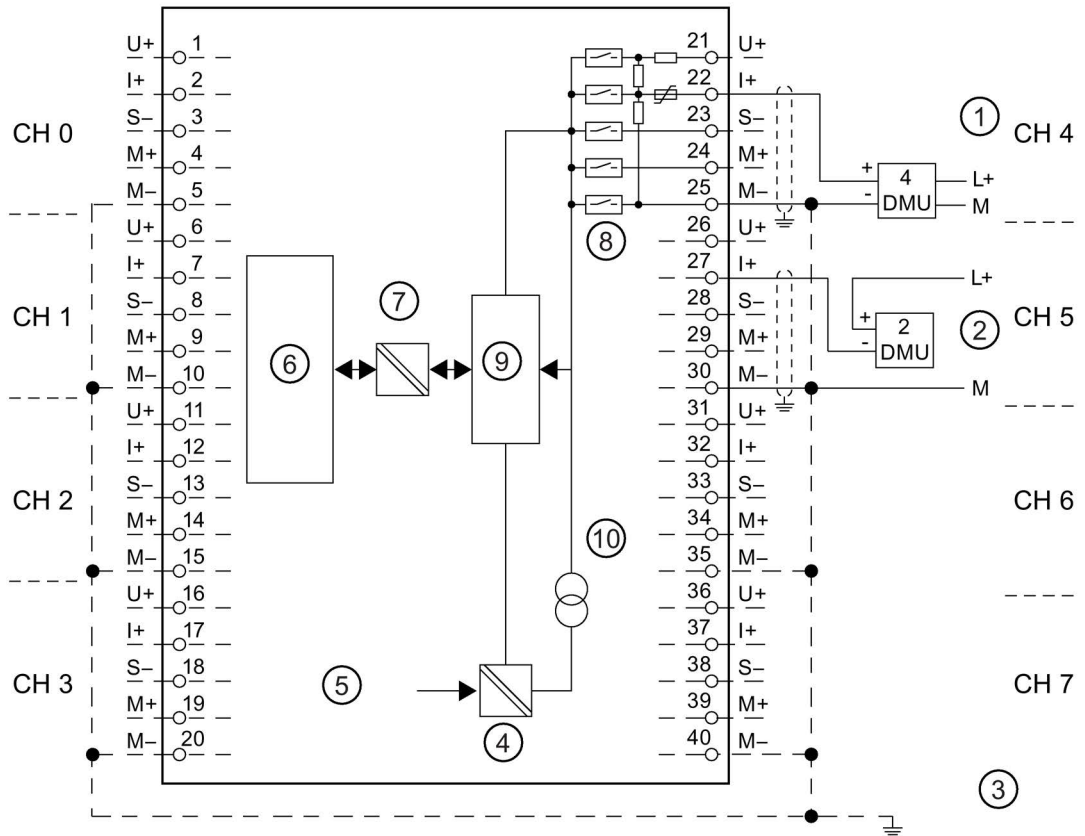 CH 0
U+ 1
I+ 2
S– 3
M+ 4
M– 5
CH 1
U+ 6
I+ 7
S– 8
M+ 9
M– 10
CH 2
U+ 11
I+ 12
S– 13
M+ 14
M– 15
CH 3
U+ 16
I+ 17
S– 18
M+ 19
M– 20
6
7
9
8
10
5
4
21 U+
22 I+
23 S–
24 M+
25 M–
1
CH 4
+
-
4
DMU
L+
M
26 U+
27 I+
28 S–
29 M+
30 M–
2
CH 5
L+
+
-
2
DMU
M
31 U+
32 I+
33 S–
34 M+
35 M–
CH 6
36 U+
37 I+
38 S–
39 M+
40 M–
CH 7
3